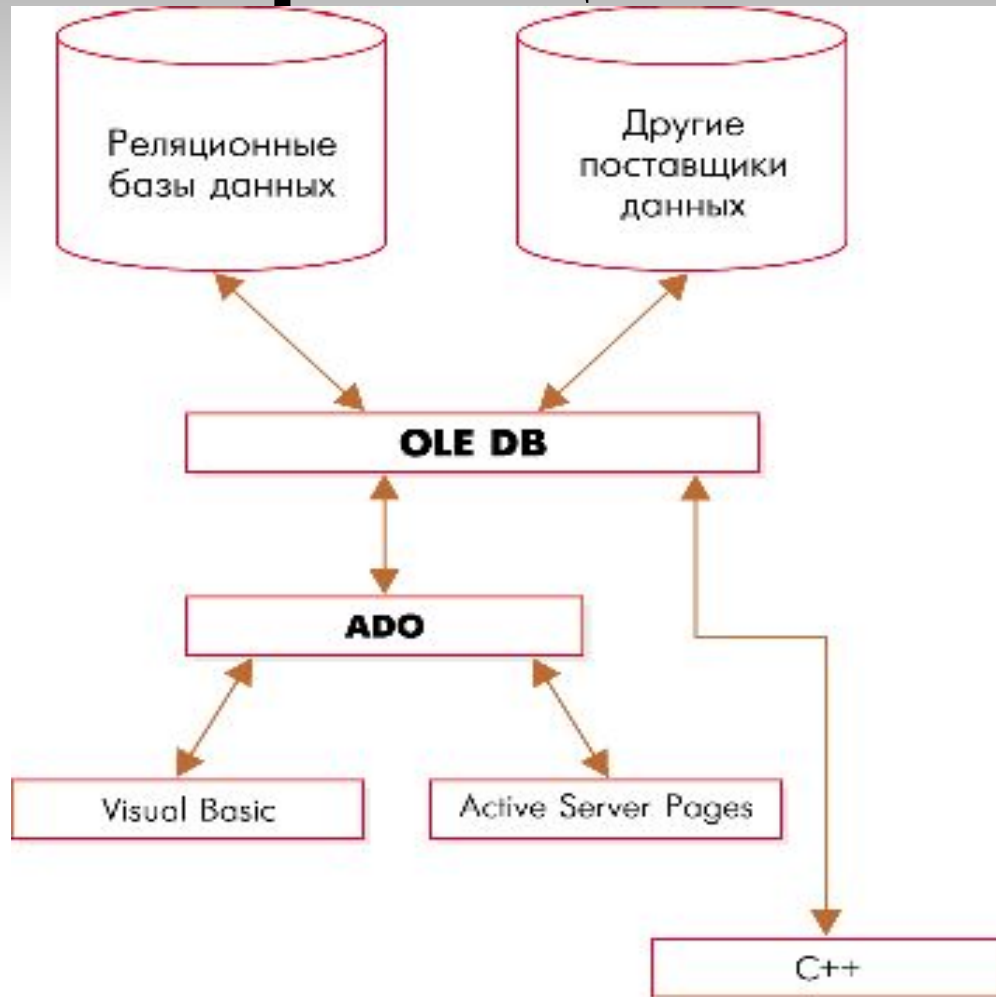 Реляционные
базы данных
Другие
поставщики
данных
OLE DB
ADO
Visual Basic
Active Server Pages
C++